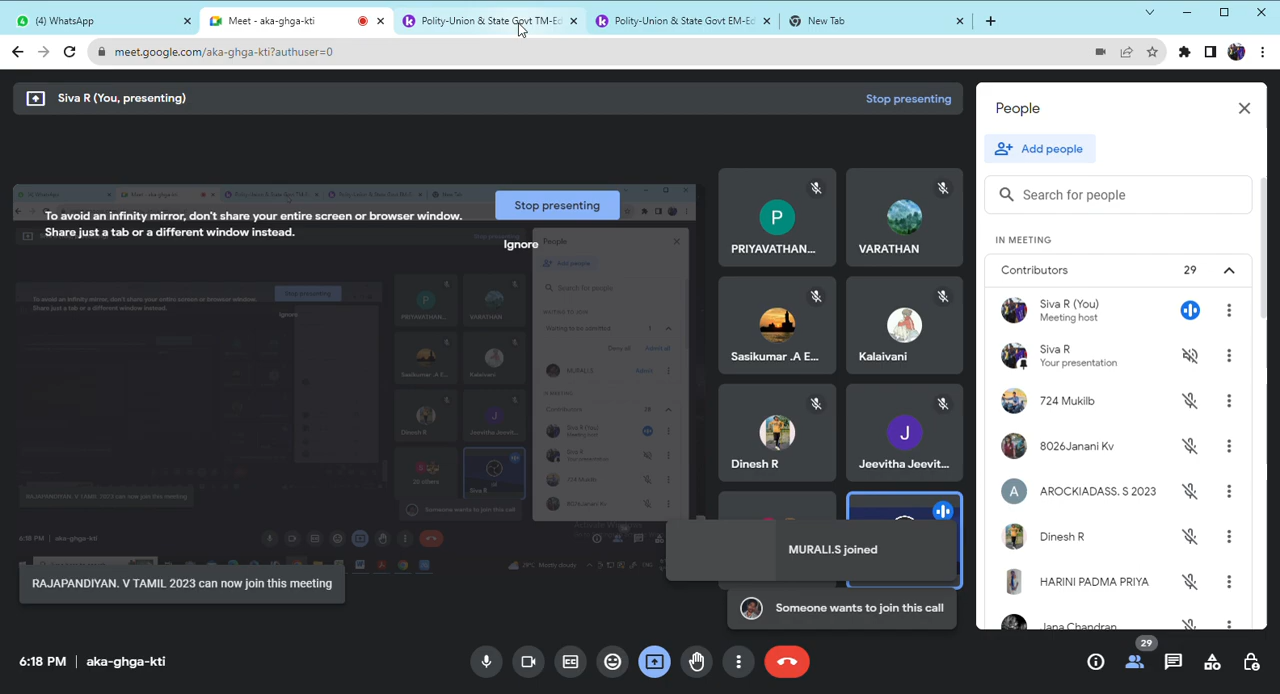 (4) WhatsApp
Meet - aka-ghga-kti
Polity-Union & State Govt TM-Ed
Polity-Union & State Govt EM-Ed
New Tab
meet.google.com/aka-ghga-kti?authuser=0
Siva R (You, presenting)
Stop presenting
To avoid an infinity mirror, don't share your entire screen or browser window.
Share just a tab or a different window instead.
Stop presenting
Ignore
PRIYAVATHAN...
VARATHAN
Sasikumar .A E...
Kalaivani
Dinesh R
J
Jeevitha Jeevit...
P
MURALI.S joined
Someone wants to join this call
RAJAPANDIYAN. V TAMIL 2023 can now join this meeting
People
Add people
Search for people
IN MEETING
Contributors
29
Siva R (You)
Meeting host
Siva R
Your presentation
724 Mukilb
8026Janani Kv
A
AROCKIADASS. S 2023
Dinesh R
HARINI PADMA PRIYA
Jana Chandran
6:18 PM
aka-ghga-kti
29